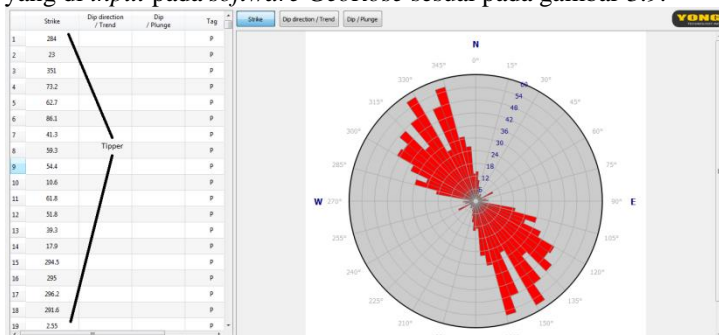 yang di input pada software GeoRose sesuai pada gambar 3.9.
Strike Dip direction / Trend Dip / Plunge Tag
1 284 P
2 23 P
3 351 P
4 73.2 P
5 62.7 P
6 86.1 P
7 41.3 P
8 59.3 P
9 54.4 P
10 10.6 P
11 61.8 P
12 51.8 P
13 39.3 P
14 17.9 P
15 294.5 P
16 295 P
17 296.2 P
18 291.6 P
19 2.55 P
Tipper
Strike Dip direction / Trend Dip / Plunge
YONG
N
345° 0° 15°
330° 30°
315° 45°
300° 60°
285° 75°
W 270° 90° E
105°
240° 120°
225° 135°
210° 150°
60
54
46
42
36
30
24
18
12
6